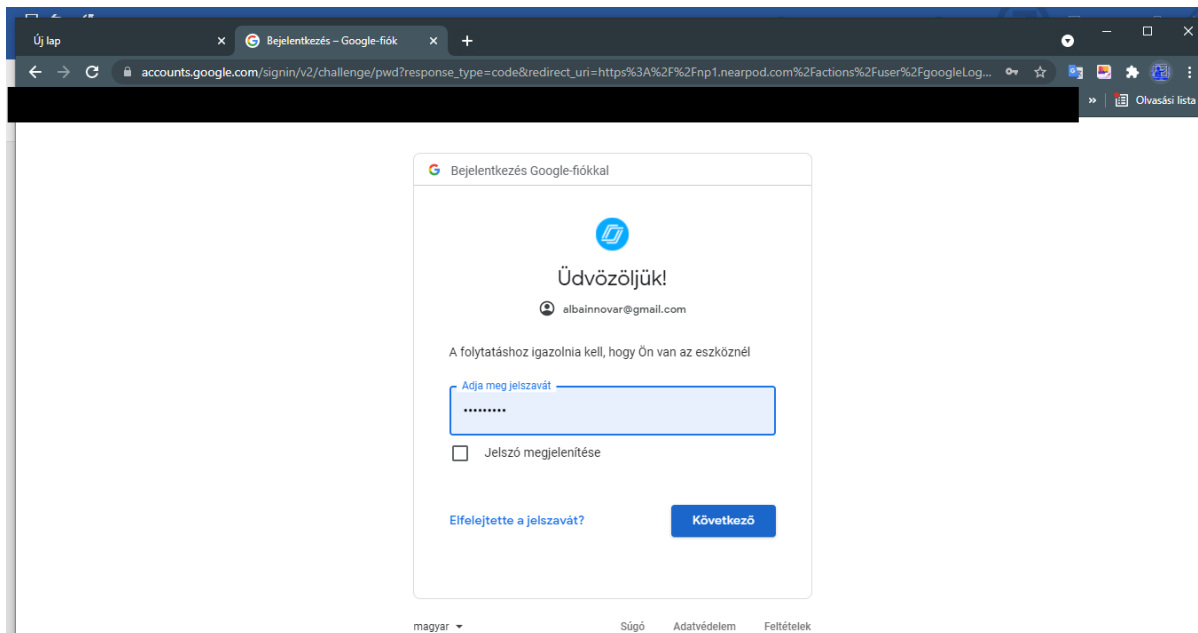 Új lap
Bejelentkezés – Google-fiók
accounts.google.com/signin/v2/challenge/pwd?response_type=code&redirect_uri=https%3A%2F%2Fnp1.nearpod.com%2Factions%2Fuser%2FgoogleLog...
» Olvasási lista
G Bejelentkezés Google-fiókkal
Üdvözöljük!
albainnovar@gmail.com
A folytatáshoz igazolnia kell, hogy Ön van az eszköznél
Adja meg jelszavát
•••••••••
Jelszó megjelenítése
Elfelejtette a jelszavát? Következő
magyar Súgó Adatvédelem Feltételek